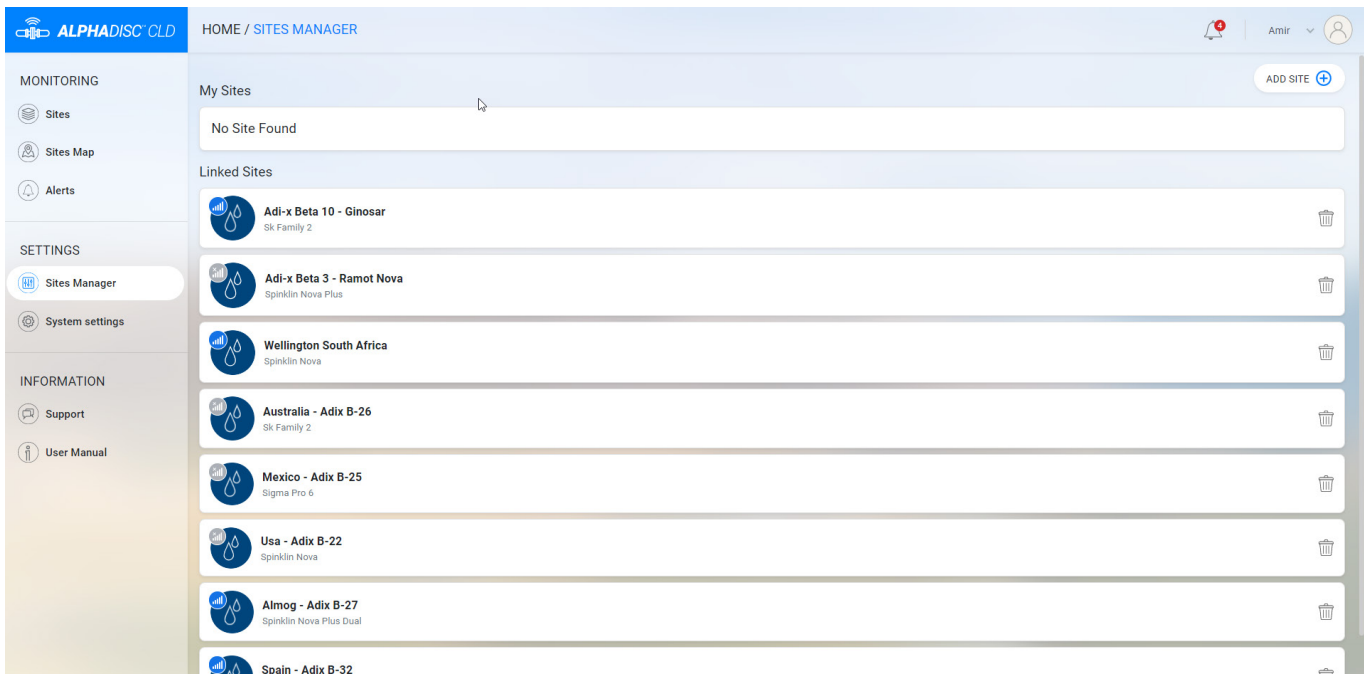 ALPHADISC™ CLD
HOME / SITES MANAGER
4
Amir
MONITORING
Sites
Sites Map
Alerts
SETTINGS
Sites Manager
System settings
INFORMATION
Support
User Manual
ADD SITE
My Sites
No Site Found
Linked Sites
Adi-x Beta 10 - Ginosar
Sk Family 2
Adi-x Beta 3 - Ramot Nova
Spinklin Nova Plus
Wellington South Africa
Spinklin Nova
Australia - Adix B-26
Sk Family 2
Mexico - Adix B-25
Sigma Pro 6
Usa - Adix B-22
Spinklin Nova
Almog - Adix B-27
Spinklin Nova Plus Dual
Spain - Adix B-32